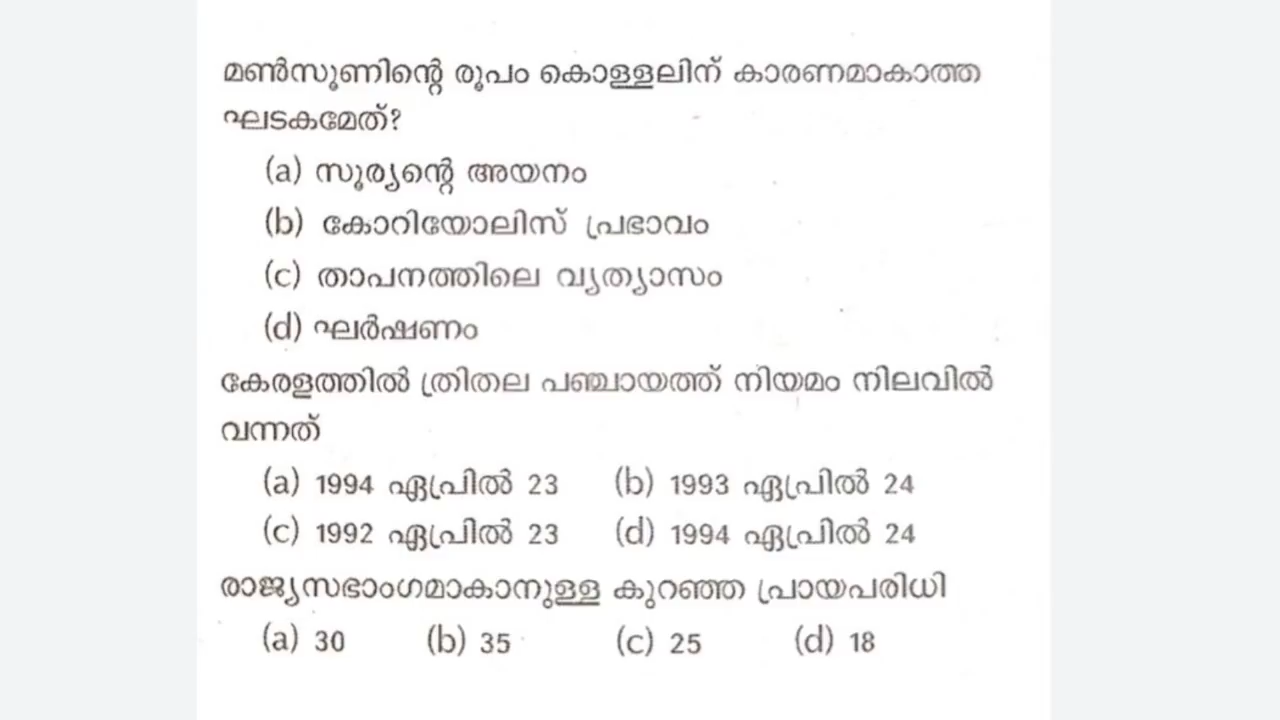 മൺസൂണിന്റെ രൂപം കൊള്ളലിന് കാരണമാകാത്ത
ഘടകമേത്?
(a) സൂര്യന്റെ അയനം
(b) കോറിയോലിസ് പ്രഭാവം
(c) താപനത്തിലെ വ്യത്യാസം
(d) ഘർഷണം
കേരളത്തിൽ ത്രിതല പഞ്ചായത്ത് നിയമം നിലവിൽ
വന്നത്
(a) 1994 ഏപ്രിൽ 23 (b) 1993 ഏപ്രിൽ 24
(c) 1992 ഏപ്രിൽ 23 (d) 1994 ഏപ്രിൽ 24
രാജ്യസഭാംഗമാകാനുള്ള കുറഞ്ഞ പ്രായപരിധി
(a) 30 (b) 35 (c) 25 (d) 18